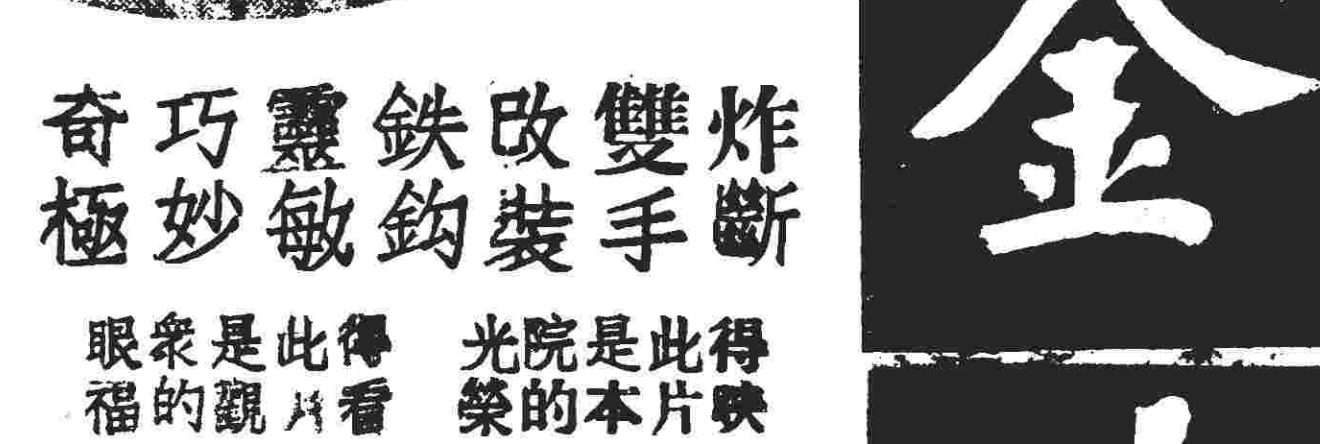 金
炸斷
雙手
改裝
鉄鈎
靈敏
巧妙
奇極
得映
此片
是本
院的
光榮
得看
此片
是觀
衆的
眼福